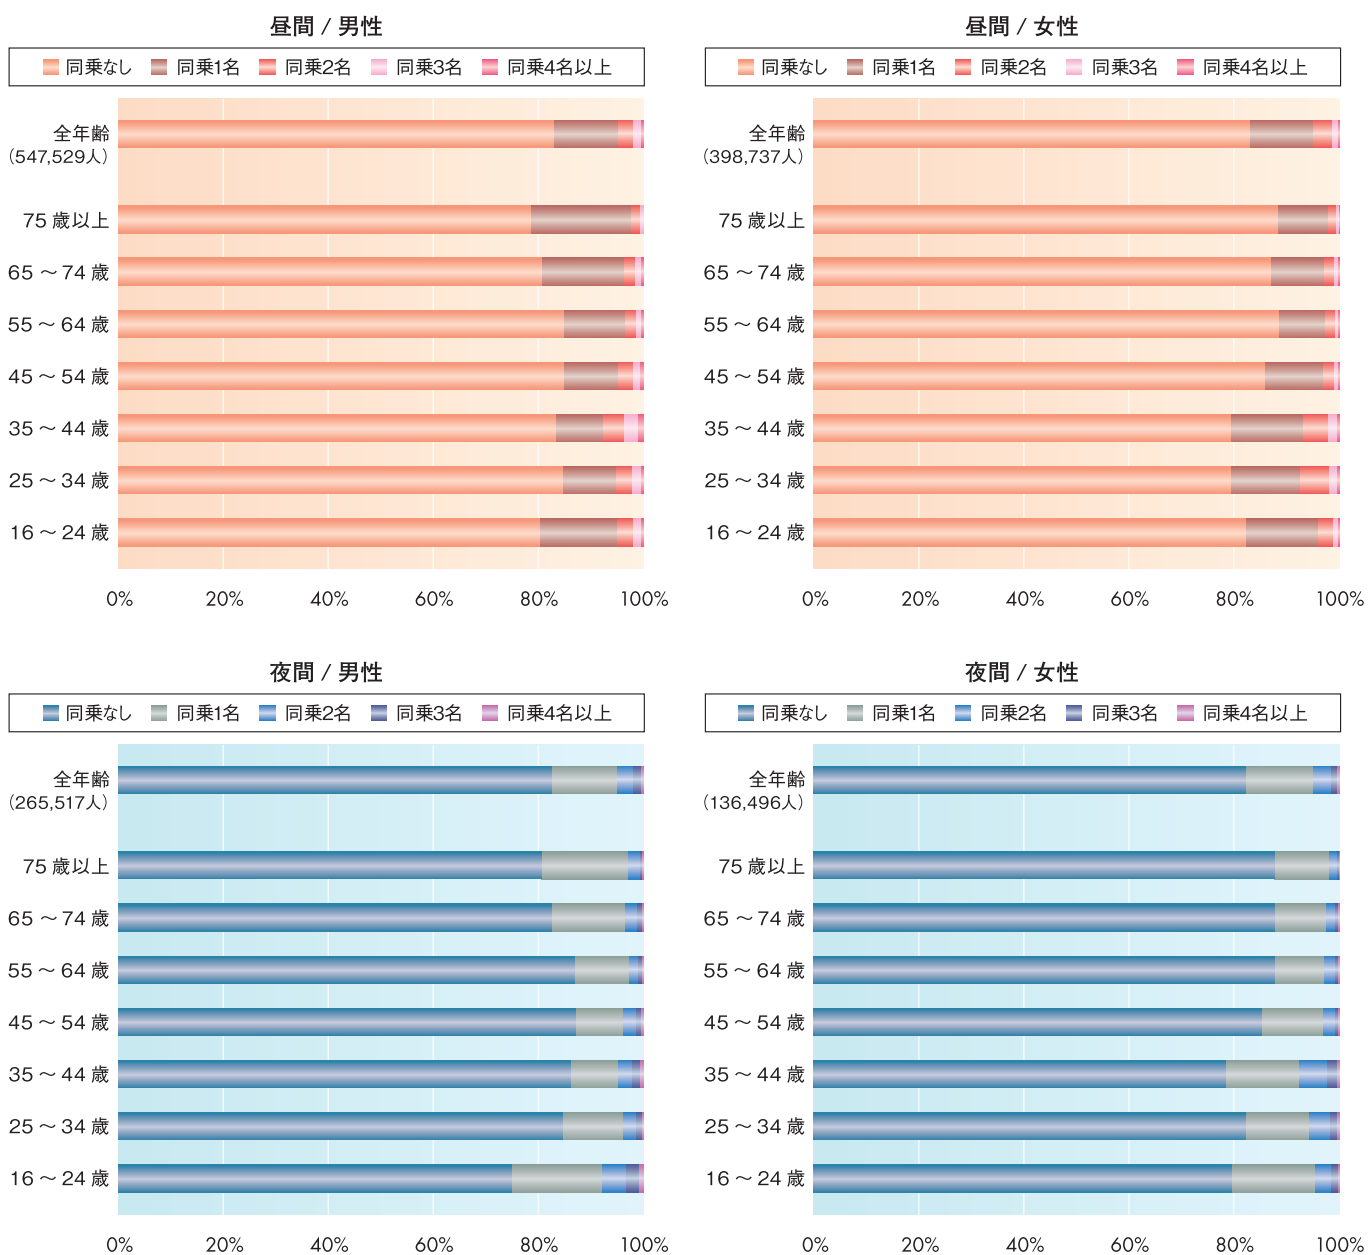 昼間 / 男性
同乗なし 同乗1名 同乗2名 同乗3名 同乗4名以上
全年齢
(547,529人)
75 歳以上
65 ～ 74 歳
55 ～ 64 歳
45 ～ 54 歳
35 ～ 44 歳
25 ～ 34 歳
16 ～ 24 歳
0% 20% 40% 60% 80% 100%
昼間 / 女性
同乗なし 同乗1名 同乗2名 同乗3名 同乗4名以上
全年齢
(398,737人)
75 歳以上
65 ～ 74 歳
55 ～ 64 歳
45 ～ 54 歳
35 ～ 44 歳
25 ～ 34 歳
16 ～ 24 歳
0% 20% 40% 60% 80% 100%
夜間 / 男性
同乗なし 同乗1名 同乗2名 同乗3名 同乗4名以上
全年齢
(265,517人)
75 歳以上
65 ～ 74 歳
55 ～ 64 歳
45 ～ 54 歳
35 ～ 44 歳
25 ～ 34 歳
16 ～ 24 歳
0% 20% 40% 60% 80% 100%
夜間 / 女性
同乗なし 同乗1名 同乗2名 同乗3名 同乗4名以上
全年齢
(136,496人)
75 歳以上
65 ～ 74 歳
55 ～ 64 歳
45 ～ 54 歳
35 ～ 44 歳
25 ～ 34 歳
16 ～ 24 歳
0% 20% 40% 60% 80% 100%